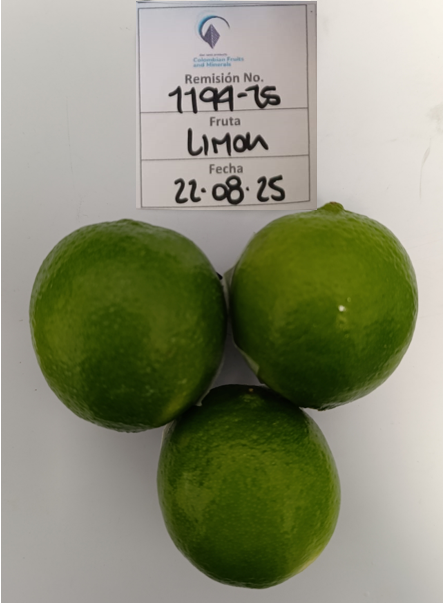 Colombian Fruits
and Minerals
Remisión No.
1199-25
Fruta
LIMON
Fecha
22·08·25